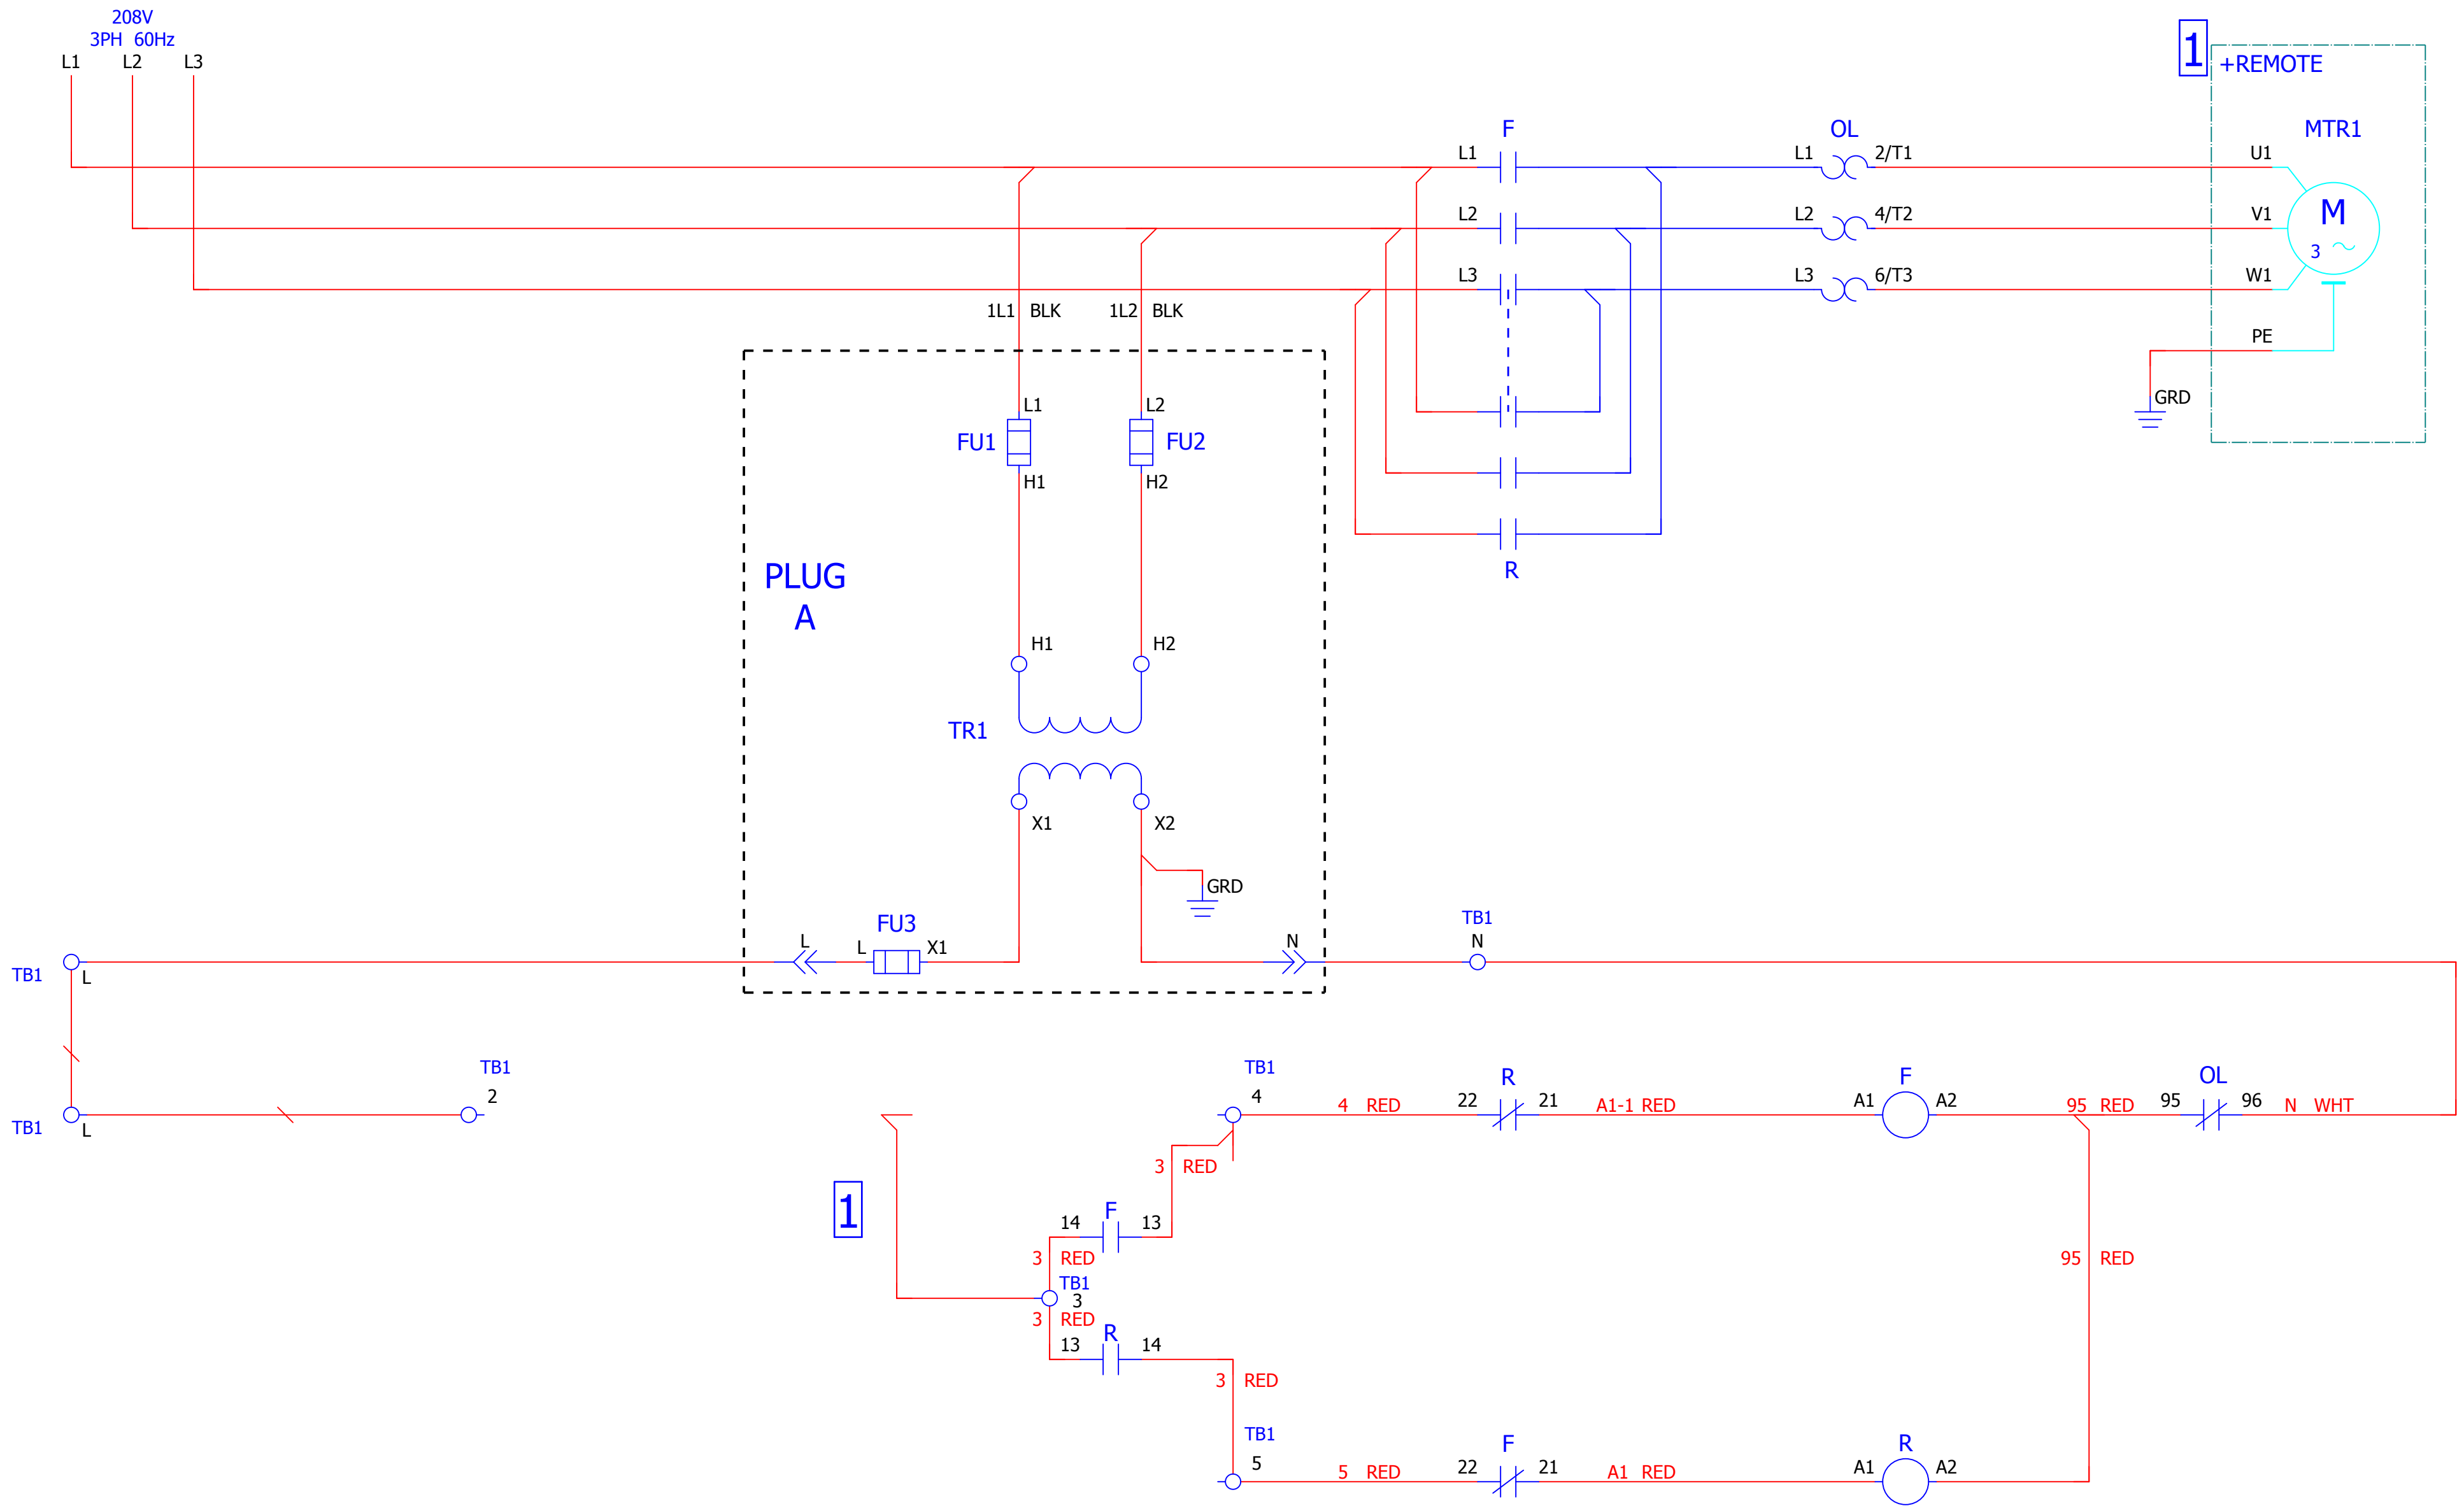 208V
3PH 60Hz
L1 L2 L3
1
+REMOTE
F
OL
MTR1
L1
L1
2/T1
U1
M
3
L2
L2
4/T2
V1
L3
L3
6/T3
W1
1L1 BLK
1L2 BLK
PE
GRD
L1
L2
FU1
FU2
H1
H2
R
PLUG
A
H1
H2
TR1
X1
X2
GRD
FU3
L
L
X1
N
TB1
N
TB1
L
TB1
2
TB1
4
TB1
L
4 RED
22
R
21
A1-1 RED
A1
F
A2
95 RED
95
OL
96
N WHT
3 RED
1
14
F
13
3 RED
TB1
3
3 RED
95 RED
13
R
14
3 RED
TB1
5
5 RED
22
F
21
A1 RED
A1
R
A2